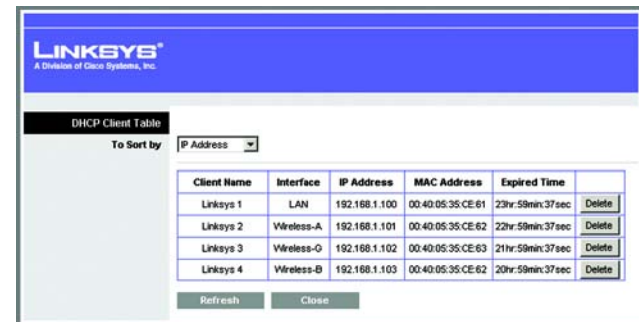 LINKSYS®
A Division of Cisco Systems, Inc.
DHCP Client Table
To Sort by IP Address
Client Name Interface IP Address MAC Address Expired Time
Linksys 1 LAN 192.168.1.100 00:40:05:35:CE:61 23hr:59min:37sec Delete
Linksys 2 Wireless-A 192.168.1.101 00:40:05:35:CE:62 22hr:59min:37sec Delete
Linksys 3 Wireless-G 192.168.1.102 00:40:05:35:CE:63 21hr:59min:37sec Delete
Linksys 4 Wireless-B 192.168.1.103 00:40:05:35:CE:62 20hr:59min:37sec Delete
Refresh Close